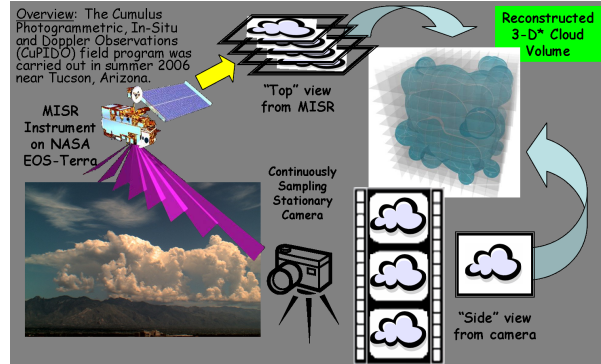 Overview: The Cumulus
Photogrammetric, In-Situ
and Doppler Observations
(CuPIDO) field program was
carried out in summer 2006
near Tucson, Arizona.
MISR
Instrument
on NASA
EOS-Terra
"Top" view
from MISR
Reconstructed
3-D* Cloud
Volume
Continuously
Sampling
Stationary
Camera
"Side" view
from camera